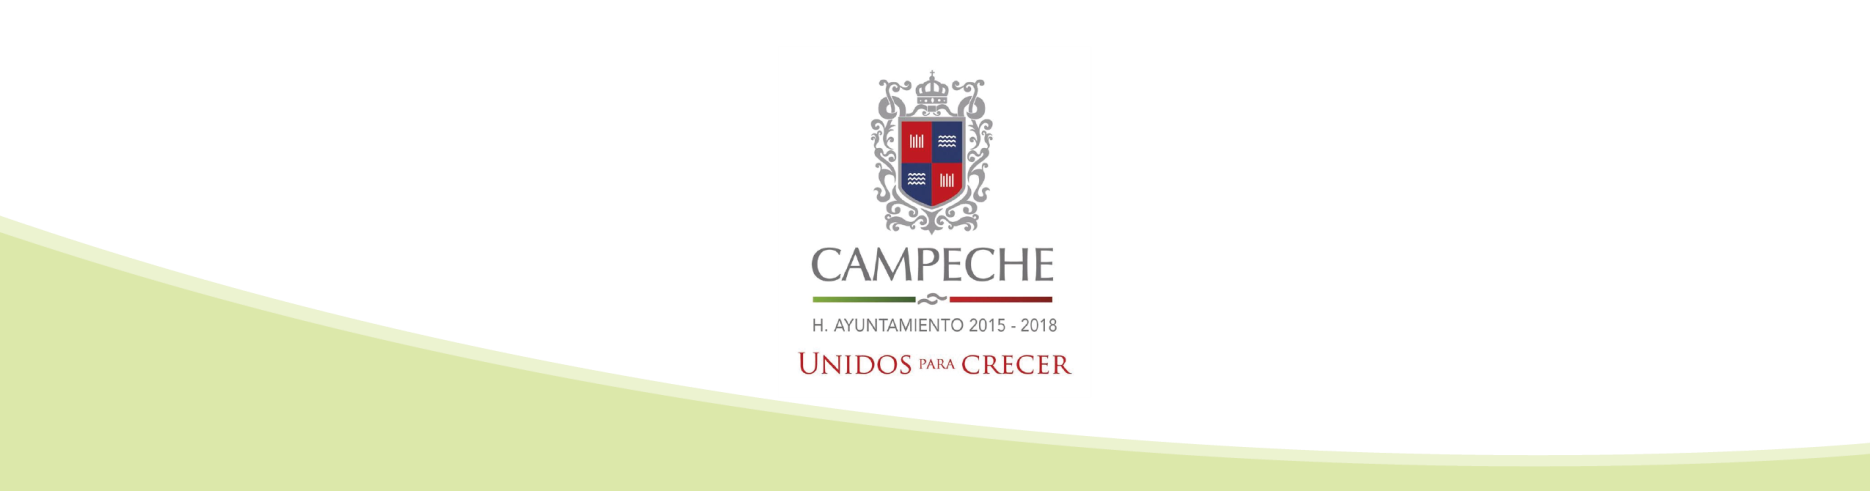 CAMPECHE
H. AYUNTAMIENTO 2015 - 2018
UNIDOS PARA CRECER